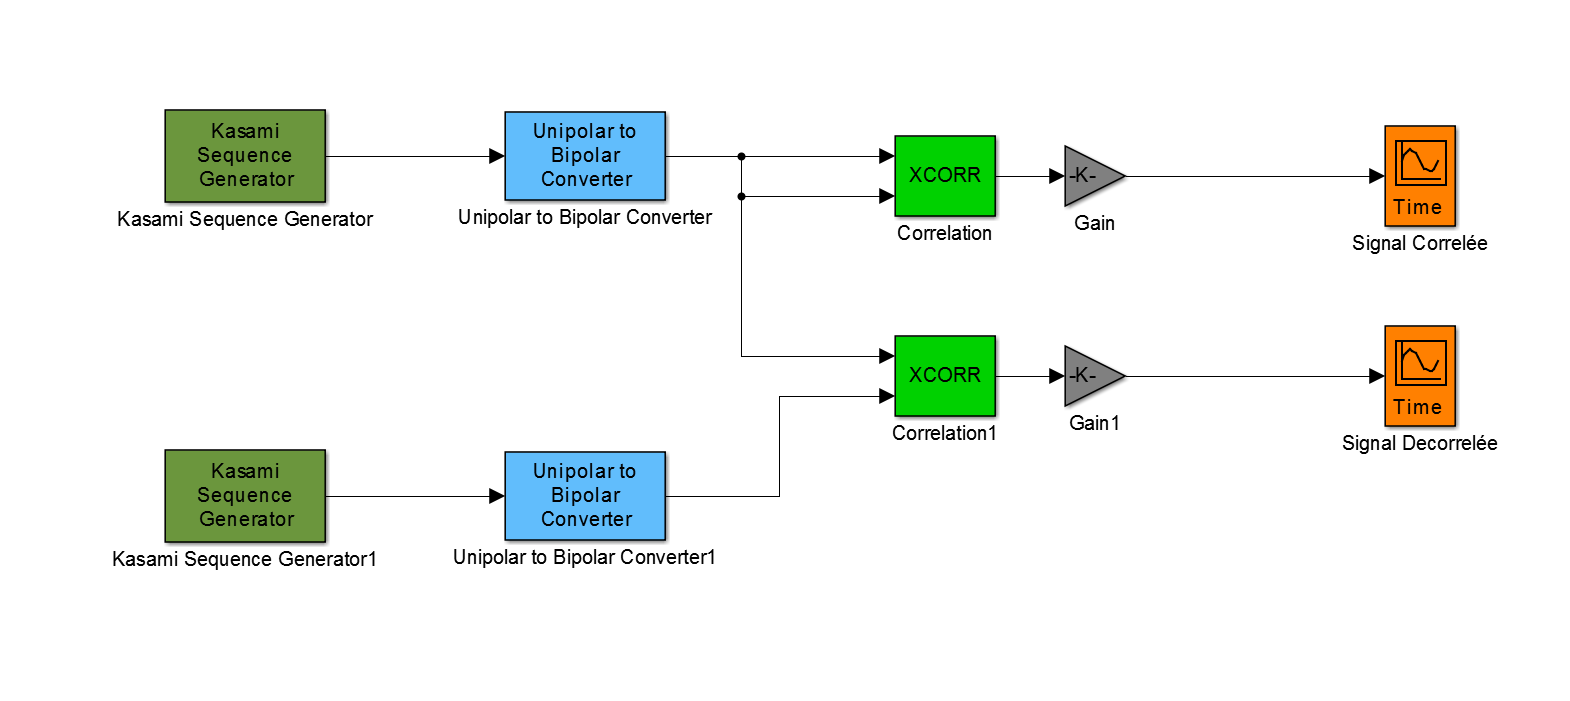 Kasami
Sequence
Generator
Kasami Sequence Generator
Unipolar to
Bipolar
Converter
Unipolar to Bipolar Converter
XCORR
Correlation
-K-
Gain
Time
Signal Correlée
XCORR
Correlation1
-K-
Gain1
Time
Signal Decorrelée
Kasami
Sequence
Generator
Kasami Sequence Generator1
Unipolar to
Bipolar
Converter
Unipolar to Bipolar Converter1